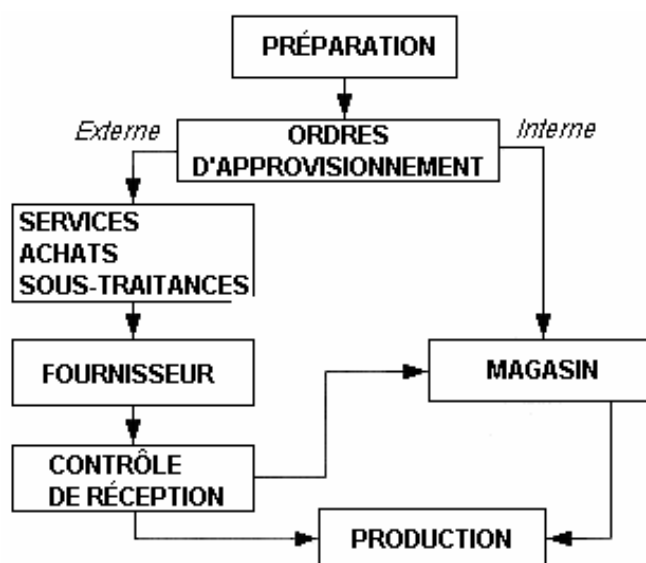 PRÉPARATION
Externe
ORDRES
D'APPROVISIONNEMENT
Interne
SERVICES
ACHATS
SOUS-TRAITANCES
FOURNISSEUR
MAGASIN
CONTRÔLE
DE RÉCEPTION
PRODUCTION